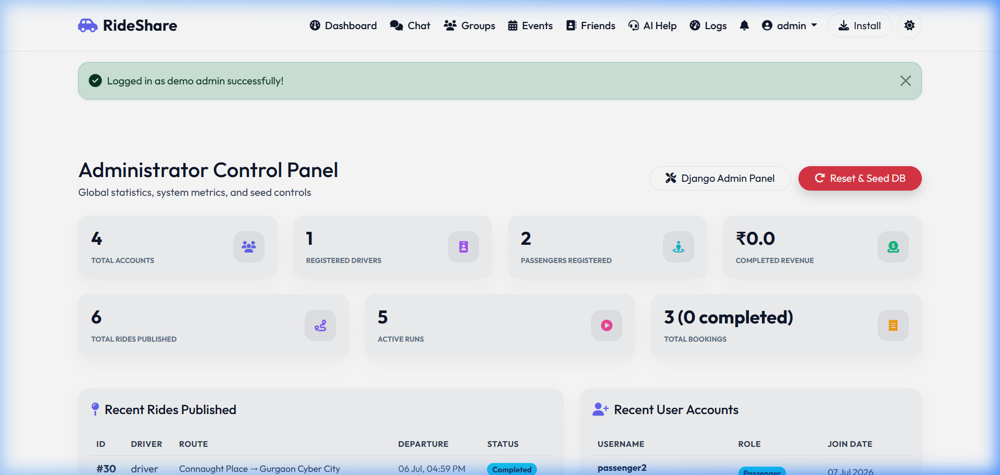 RideShare
Dashboard Chat Groups Events Friends AI Help Logs admin Install
Logged in as demo admin successfully!
Administrator Control Panel
Global statistics, system metrics, and seed controls
Django Admin Panel Reset & Seed DB
4
TOTAL ACCOUNTS
1
REGISTERED DRIVERS
2
PASSENGERS REGISTERED
₹0.0
COMPLETED REVENUE
6
TOTAL RIDES PUBLISHED
5
ACTIVE RUNS
3 (0 completed)
TOTAL BOOKINGS
Recent Rides Published
ID DRIVER ROUTE DEPARTURE STATUS
#30 driver Connaught Place → Gurgaon Cyber City 06 Jul, 04:59 PM Completed
Recent User Accounts
USERNAME ROLE JOIN DATE
passenger2 Passenger 07 Jul 2026